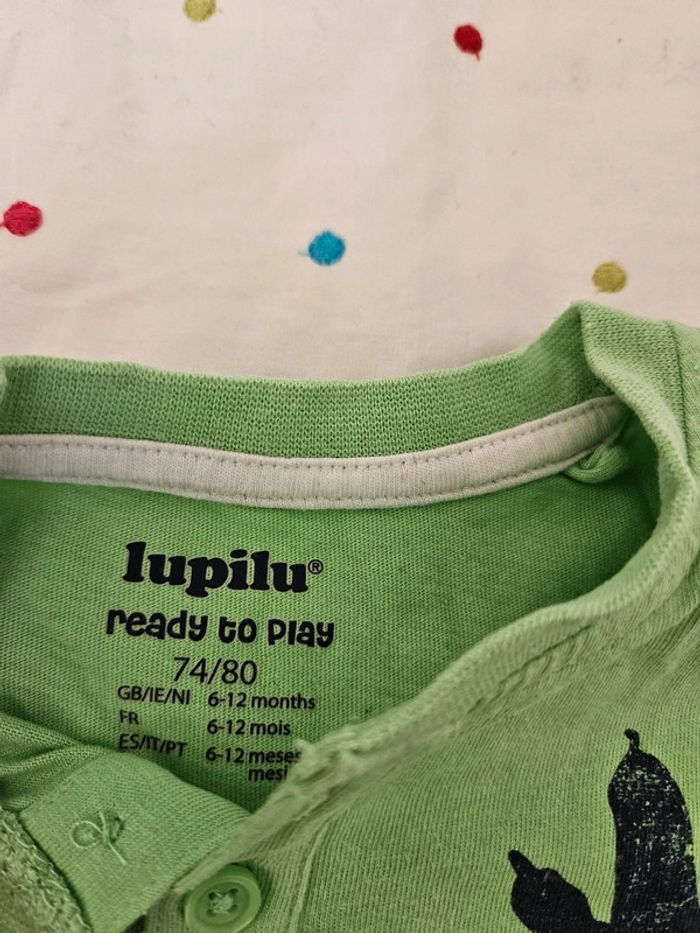 lupilu®
ready to play
74/80
GB/IE/NI 6-12 months
FR 6-12 mois
ES/IT/PT 6-12 meses
mesi